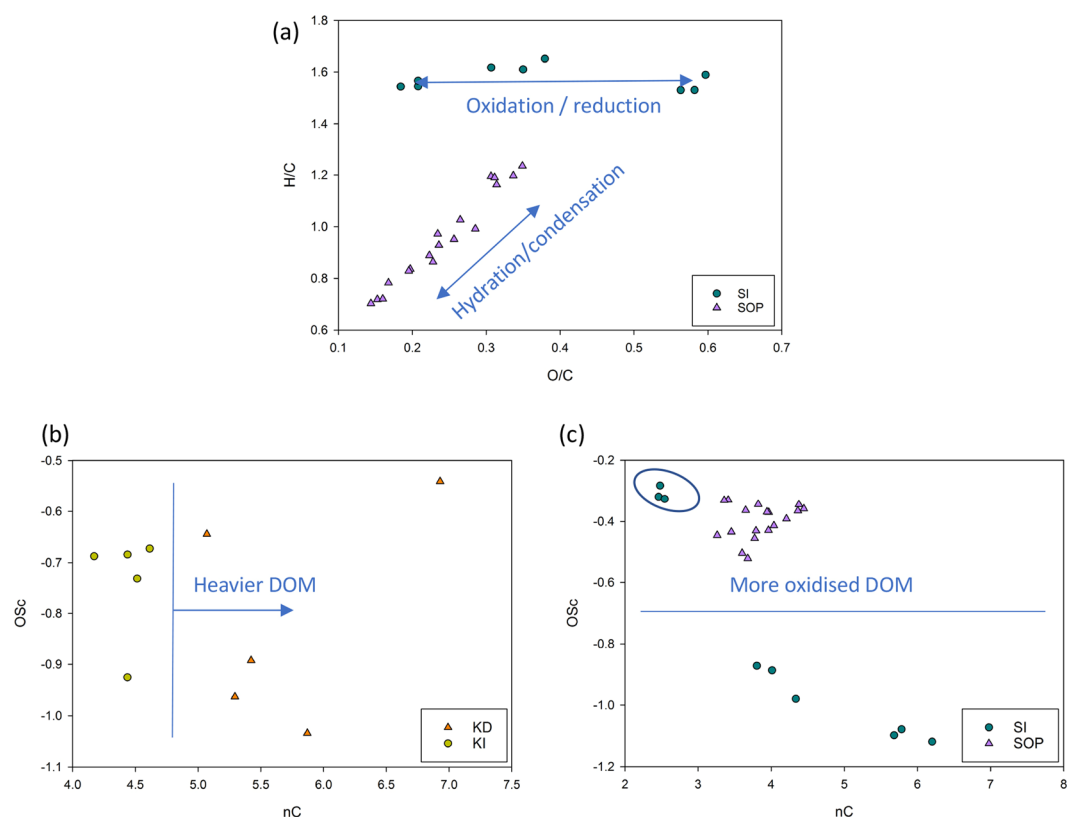 (a)
1.8
1.6
1.4
1.2
1.0
0.8
0.6
H/C
Oxidation / reduction
Hydration/condensation
SI
SOP
0.1
0.2
0.3
0.4
0.5
0.6
0.7
O/C
(b)
-0.5
-0.6
-0.7
-0.8
-0.9
-1.0
-1.1
OSc
Heavier DOM
KD
KI
4.0
4.5
5.0
5.5
6.0
6.5
7.0
7.5
nC
(c)
-0.2
-0.4
-0.6
-0.8
-1.0
-1.2
OSc
More oxidised DOM
SI
SOP
2
3
4
5
6
7
8
nC